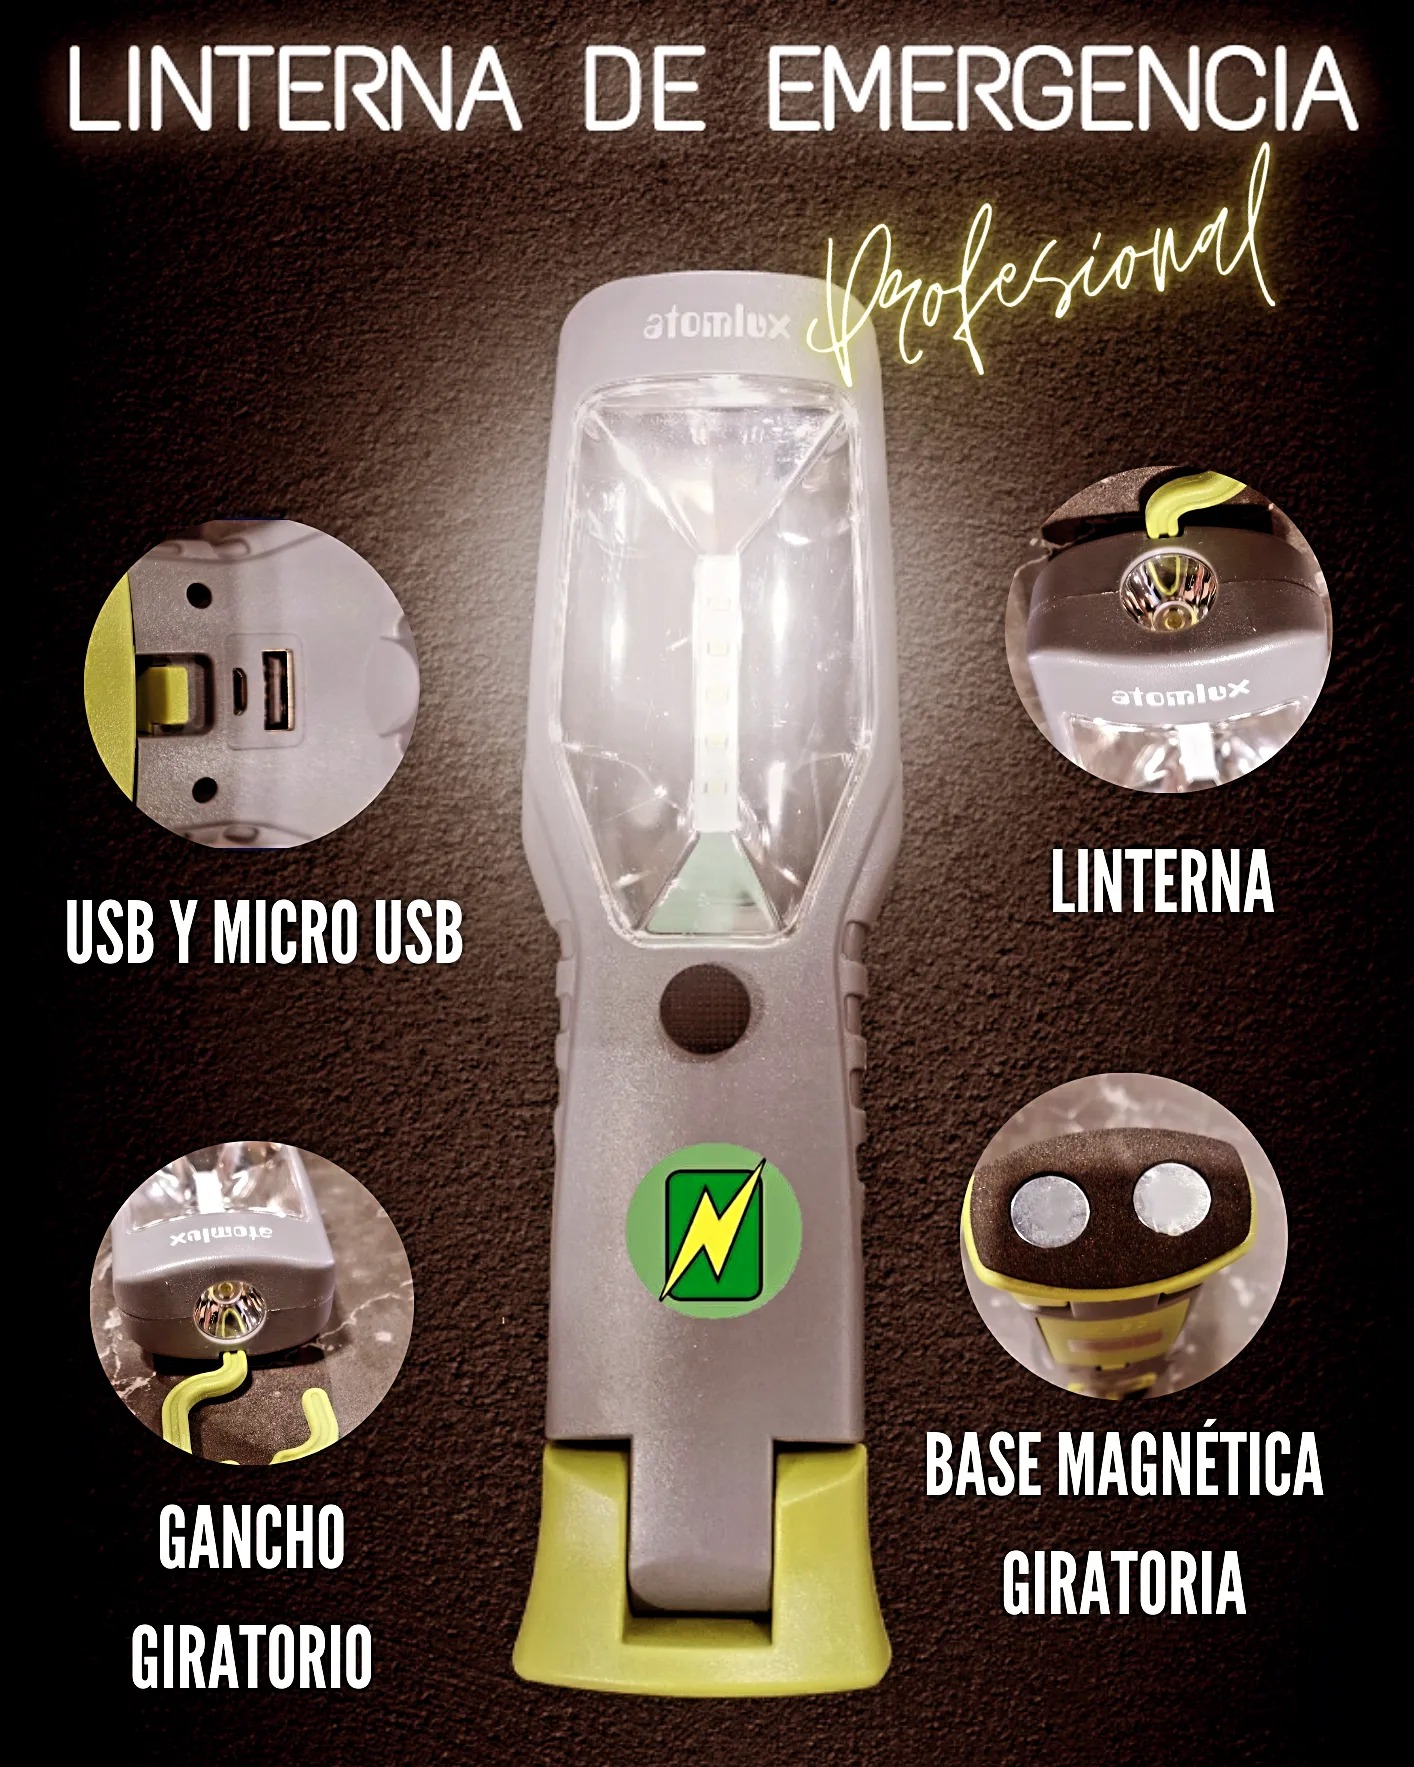 LINTERNA DE EMERGENCIA
Profesional
atomlux
atomlux
USB Y MICRO USB
LINTERNA
atomlux
GANCHO
GIRATORIO
BASE MAGNÉTICA
GIRATORIA